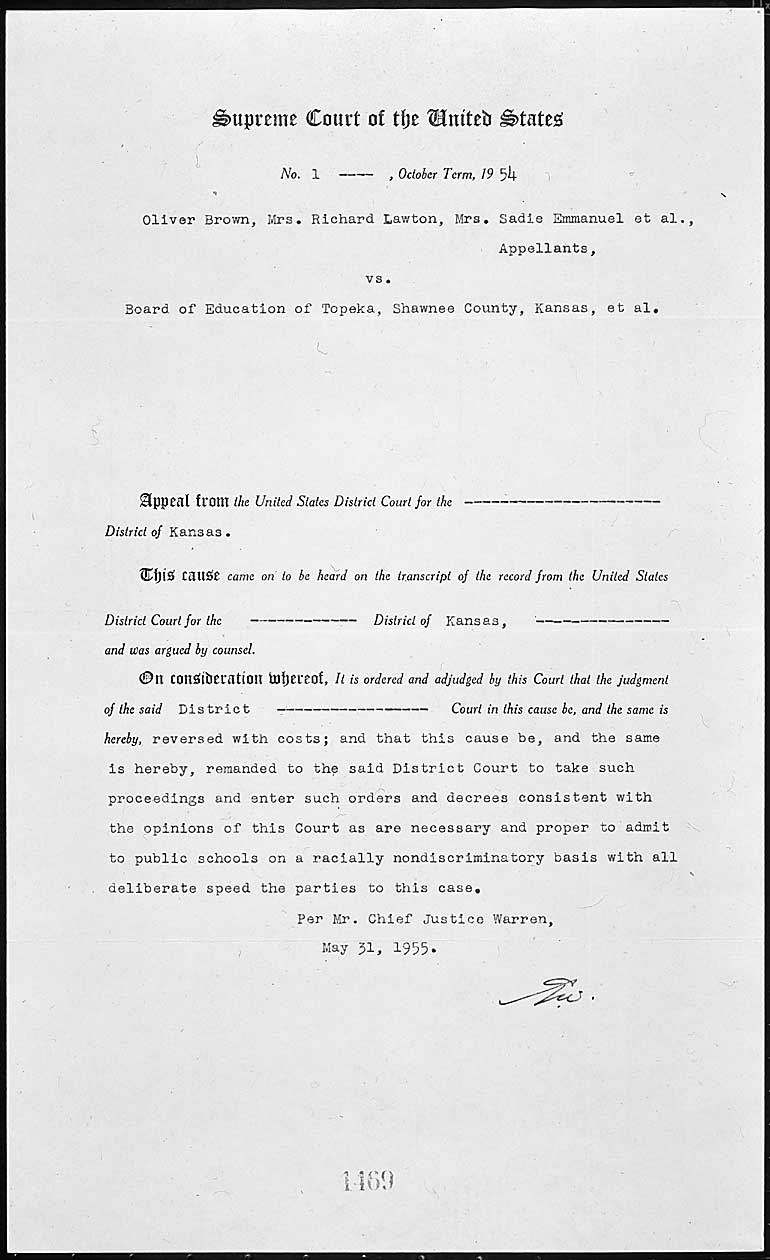 Supreme Court of the United States
No. 1 ---- , October Term, 19 54
Oliver Brown, Mrs. Richard Lawton, Mrs. Sadie Emmanuel et al.,
Appellants,
vs.
Board of Education of Topeka, Shawnee County, Kansas, et al.
Appeal from the United States District Court for the ----------------------
District of Kansas.
This cause came on to be heard on the transcript of the record from the United States
District Court for the ------------ District of Kansas, ---------------
and was argued by counsel.
On consideration whereof, It is ordered and adjudged by this Court that the judgment
of the said District ----------------- Court in this cause be, and the same is
hereby, reversed with costs; and that this cause be, and the same
is hereby, remanded to the said District Court to take such
proceedings and enter such orders and decrees consistent with
the opinions of this Court as are necessary and proper to admit
to public schools on a racially nondiscriminatory basis with all
deliberate speed the parties to this case.
Per Mr. Chief Justice Warren,
May 31, 1955.
1469